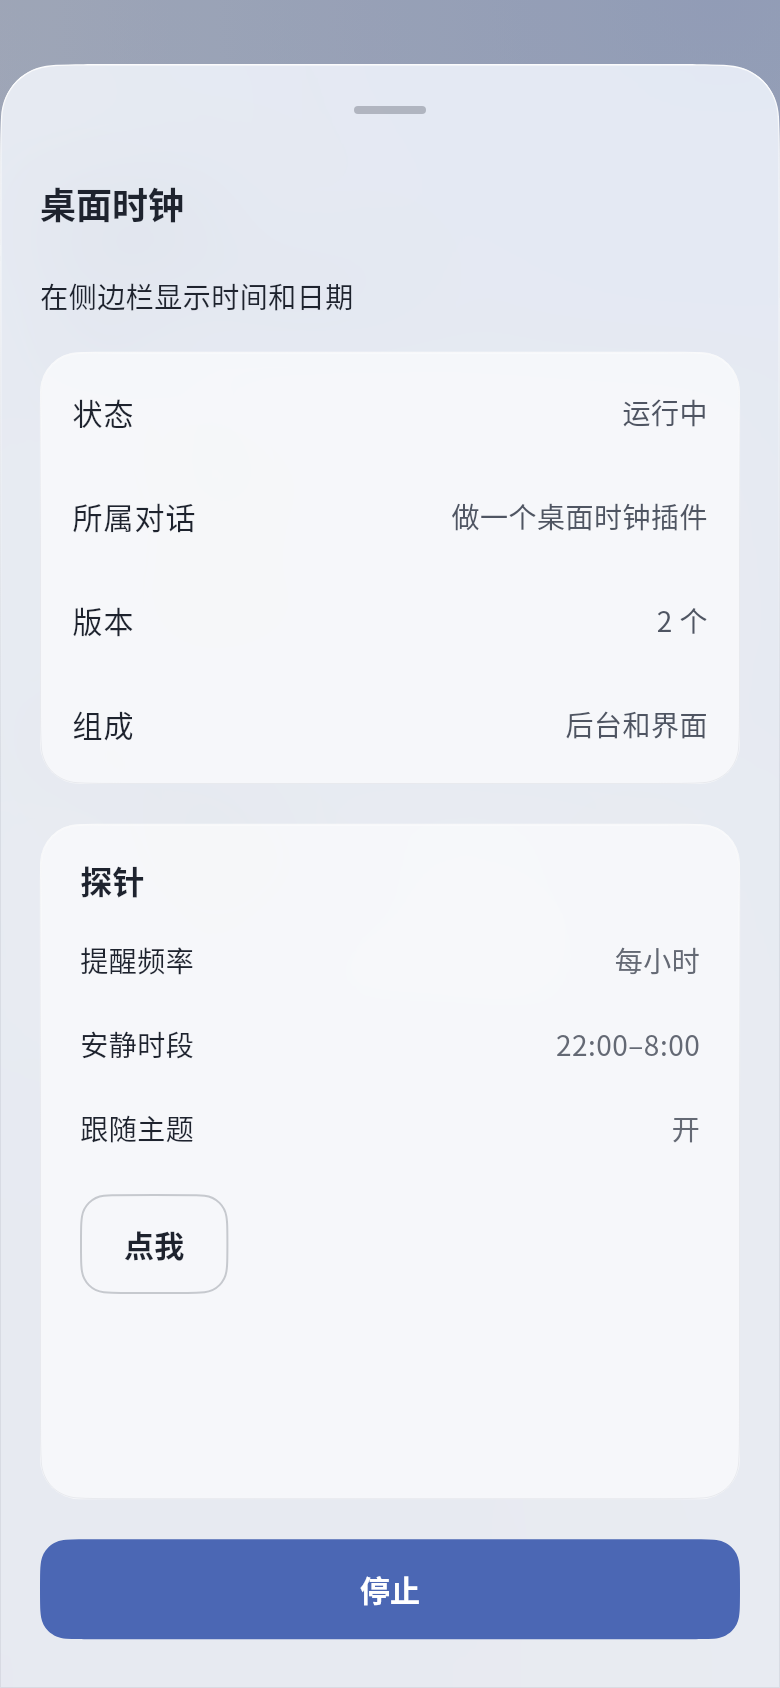 桌面时钟
在侧边栏显示时间和日期
状态 运行中
所属对话 做一个桌面时钟插件
版本 2 个
组成 后台和界面
探针
提醒频率 每小时
安静时段 22:00–8:00
跟随主题 开
点我
停止